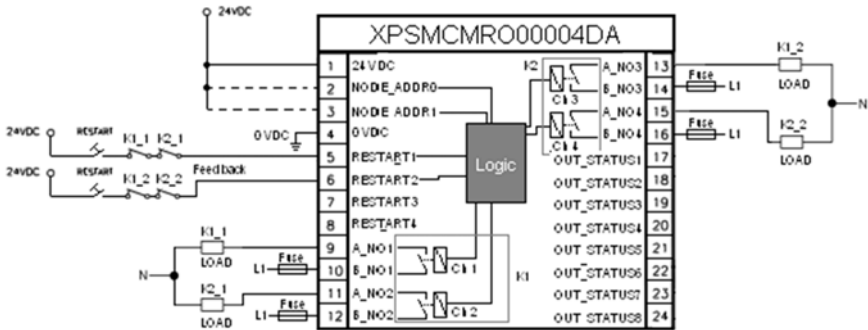 24VDC
XPSMCMRO00004DA
1 24VDC
2 NODE_ADDR0
3 NODE_ADDR1
4 0VDC
5 RESTART1
6 RESTART2
7 RESTART3
8 RESTART4
9 A_NO1
10 B_NO1
11 A_NO2
12 B_NO2
0VDC
24VDC RESTART K1_1 K2_1
24VDC RESTART K1_2 K2_2 Feedback
K1_1
LOAD
N
L1 Fuse
K2_1
LOAD
L1 Fuse
Logic
Ch1
Ch2
K1
K2
Ch3
Ch4
A_NO3 13
B_NO3 14
A_NO4 15
B_NO4 16
OUT_STATUS1 17
OUT_STATUS2 18
OUT_STATUS3 19
OUT_STATUS4 20
OUT_STATUS5 21
OUT_STATUS6 22
OUT_STATUS7 23
OUT_STATUS8 24
K1_2
LOAD
Fuse
L1
N
Fuse
L1
K2_2
LOAD